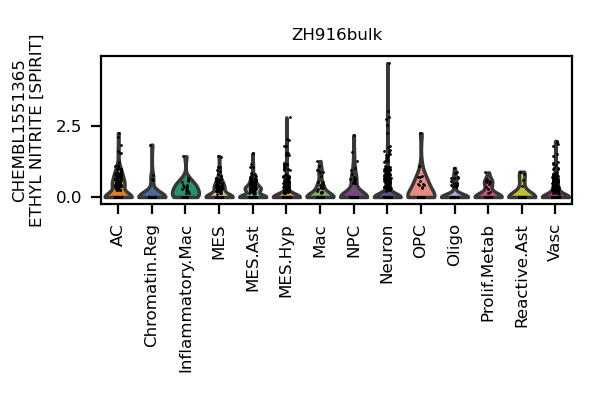 ZH916bulk
CHEMBL1551365
ETHYL NITRITE [SPIRIT]
2.5
0.0
AC
Chromatin.Reg
Inflammatory.Mac
MES
MES.Ast
MES.Hyp
Mac
NPC
Neuron
OPC
Oligo
Prolif.Metab
Reactive.Ast
Vasc